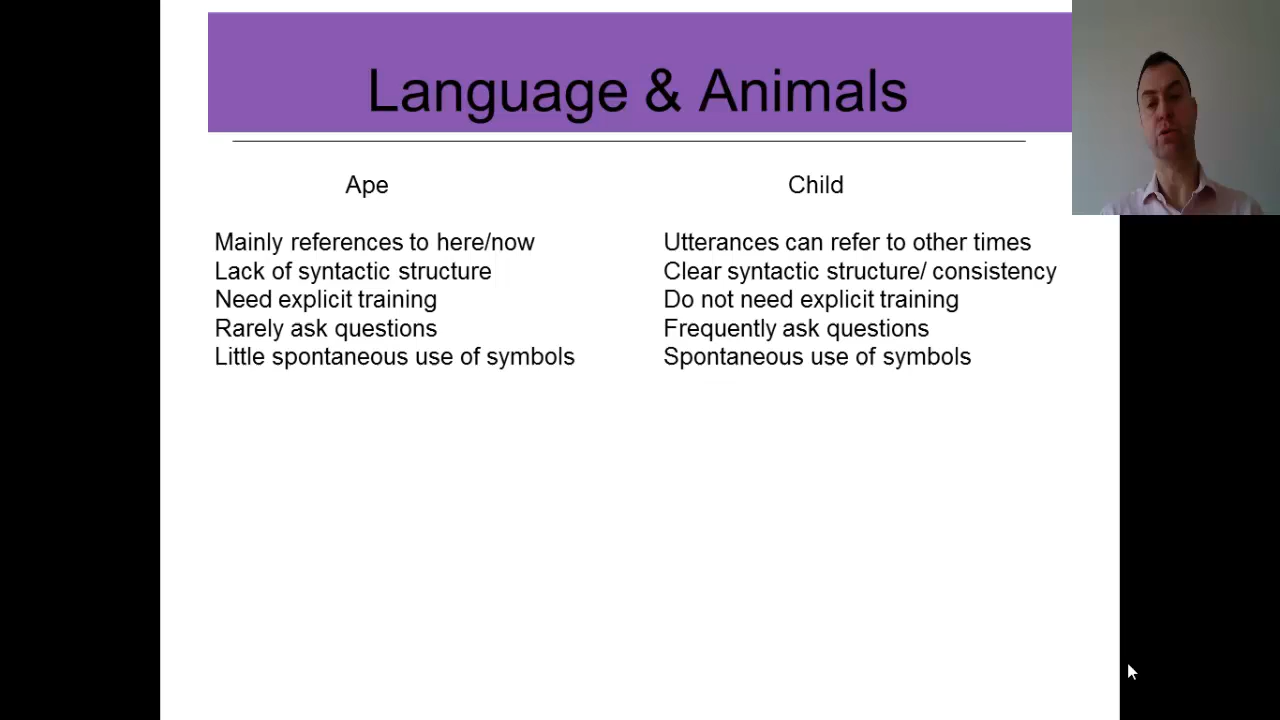 Language & Animals
Ape
Child
Mainly references to here/now
Utterances can refer to other times
Lack of syntactic structure
Clear syntactic structure/ consistency
Need explicit training
Do not need explicit training
Rarely ask questions
Frequently ask questions
Little spontaneous use of symbols
Spontaneous use of symbols